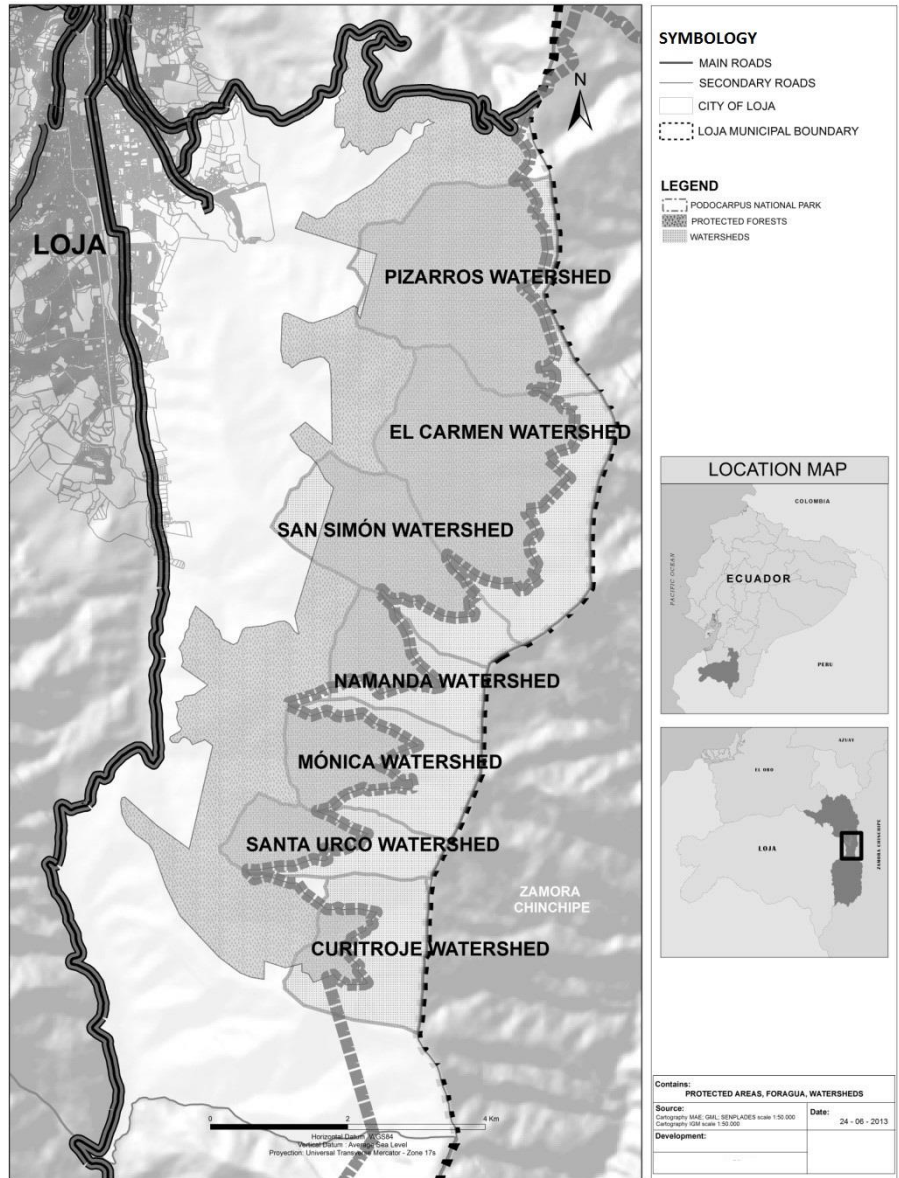 N
LOJA
PIZARROS WATERSHED
EL CARMEN WATERSHED
SAN SIMÓN WATERSHED
NAMANDA WATERSHED
MÓNICA WATERSHED
SANTA URCO WATERSHED
ZAMORA
CHINCHIPE
CURITROJE WATERSHED
0 2 4 Km
Horizontal Datum : WGS84
Vertical Datum : Average Sea Level
Proyection: Universal Transverse Mercator - Zone 17s
SYMBOLOGY
MAIN ROADS
SECONDARY ROADS
CITY OF LOJA
LOJA MUNICIPAL BOUNDARY
LEGEND
PODOCARPUS NATIONAL PARK
PROTECTED FORESTS
WATERSHEDS
LOCATION MAP
COLOMBIA
PACIFIC OCEAN
ECUADOR
PERU
AZUAY
EL ORO
LOJA
ZAMORA CHINCHIPE
Contains:
PROTECTED AREAS, FORAGUA, WATERSHEDS
Source:
Cartography MAE; GML; SENPLADES scale 1:50.000
Cartography IGM scale 1:50.000
Date:
24 - 06 - 2013
Development: